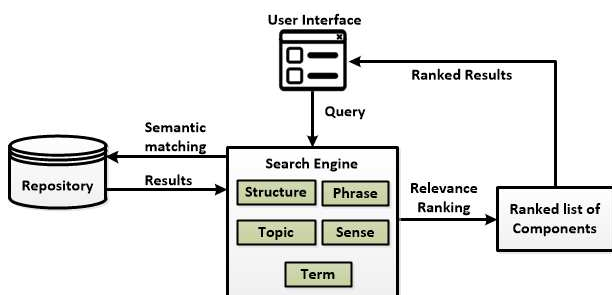 User Interface
Ranked Results
Query
Semantic
matching
Repository
Results
Search Engine
Structure
Phrase
Topic
Sense
Term
Relevance
Ranking
Ranked list of
Components